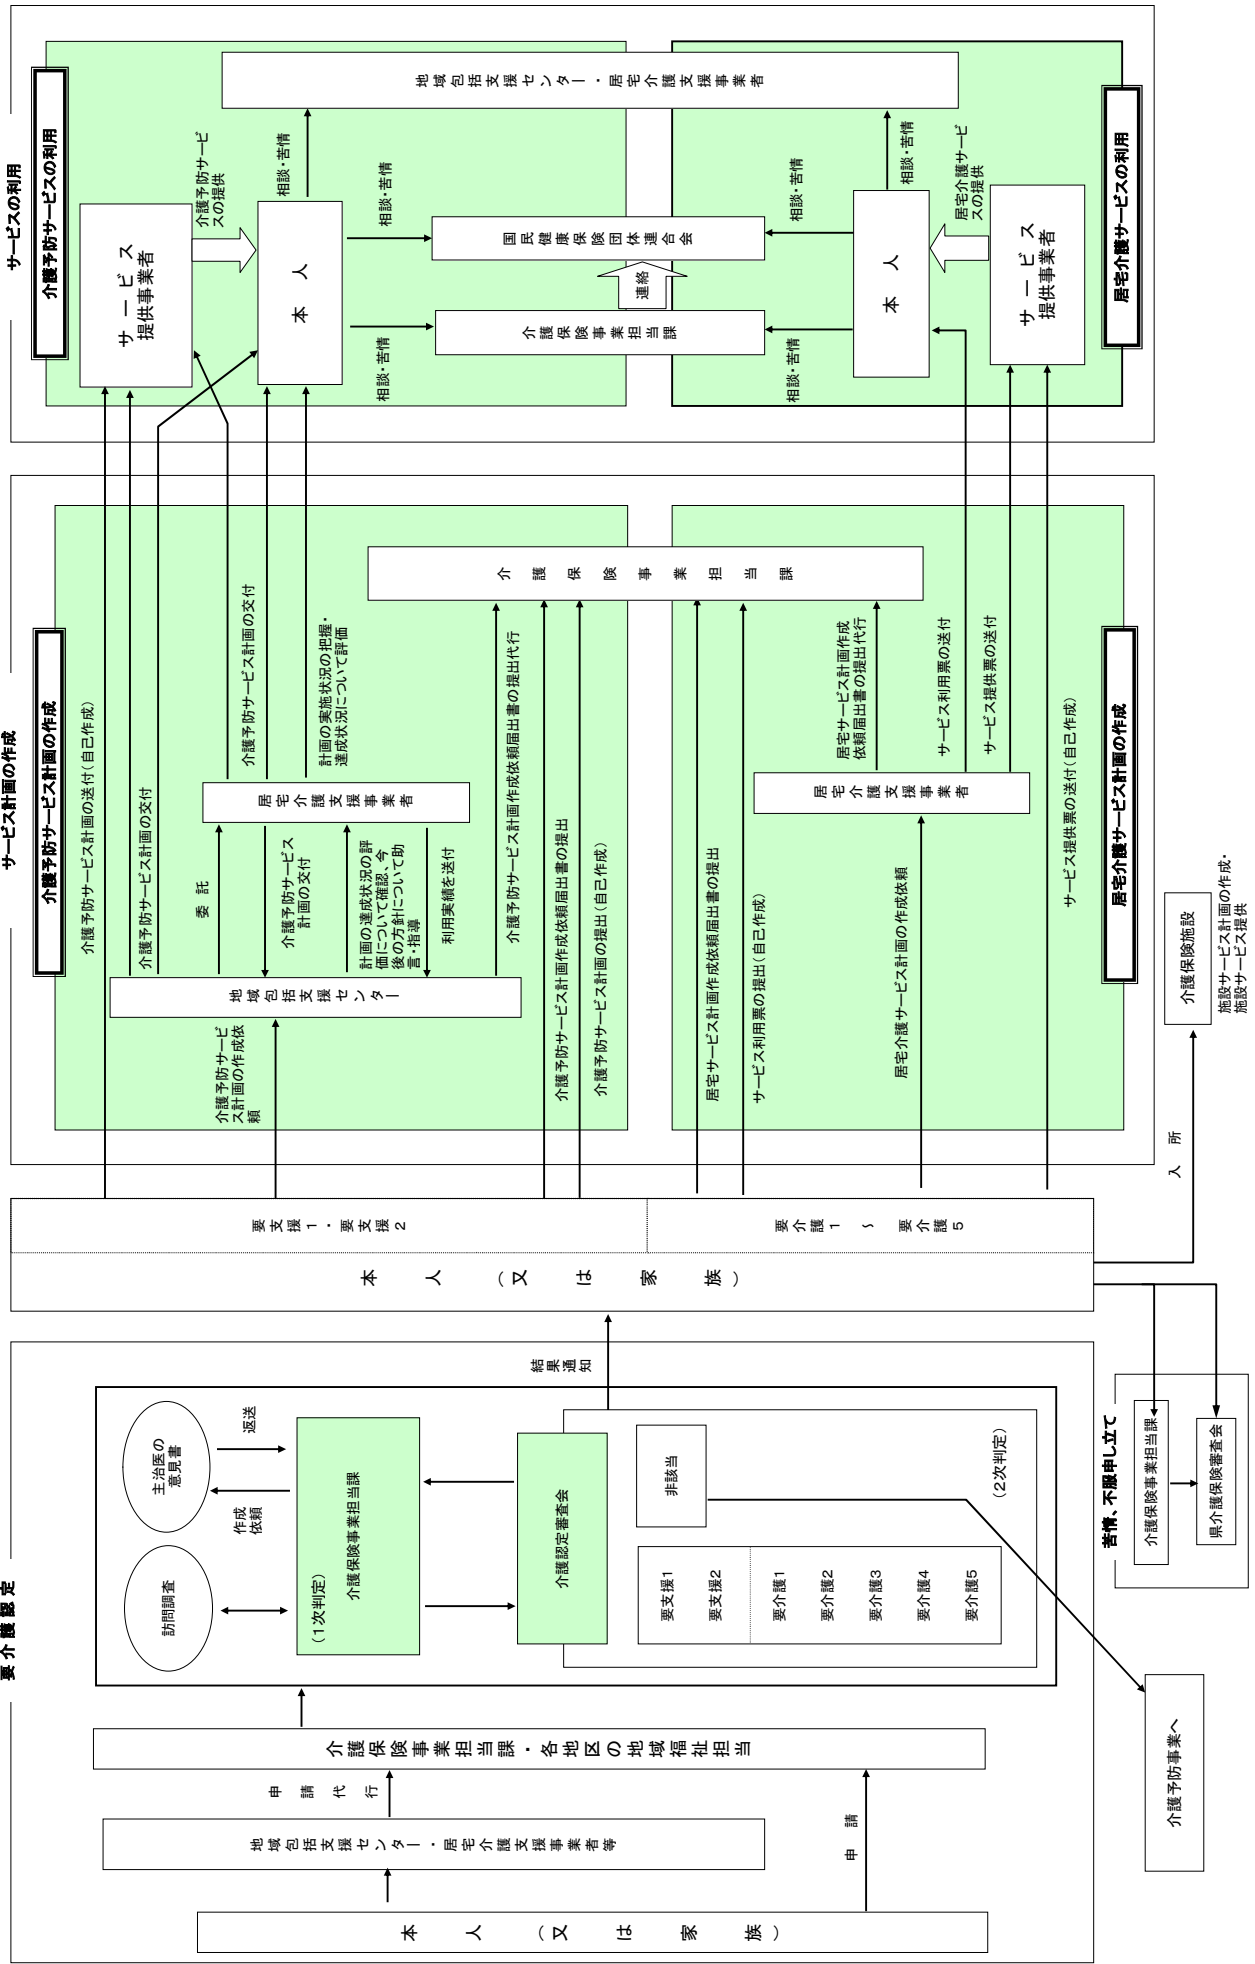 要介護認定
本人（又は家族）
地域包括支援センター・居宅介護支援事業者等
申請代行
申請
介護保険事業担当課・各地区の地域福祉担当
訪問調査
主治医の
意見書
作成
依頼
返送
（1次判定）
介護保険事業担当課
介護認定審査会
要支援1
要支援2
要介護1
要介護2
要介護3
要介護4
要介護5
非該当
（2次判定）
介護予防事業へ
結果通知
苦情、不服申し立て
介護保険事業担当課
県介護保険審査会
本人（又は家族）
要支援1・要支援2
要介護1～要介護5
入所
介護保険施設
施設サービス計画の作成・
施設サービス提供
サービス計画の作成
介護予防サービス計画の作成
介護予防サービス計画の送付（自己作成）
介護予防サービス計画の交付
介護予防サービ
ス計画の作成依
頼
地域包括支援センター
委託
介護予防サービス
計画の交付
計画の達成状況の評
価について確認、今
後の方針について助
言・指導
利用実績を送付
居宅介護支援事業者
介護予防サービス計画の交付
計画の実施状況の把握・
達成状況について評価
介護予防サービス計画作成依頼届出書の提出代行
介護予防サービス計画作成依頼届出書の提出
介護予防サービス計画の提出（自己作成）
介護保険事業担当課
居宅サービス計画作成依頼届出書の提出
サービス利用票の提出（自己作成）
居宅介護サービス計画の作成依頼
居宅介護支援事業者
居宅サービス計画作成
依頼届出書の提出代行
サービス利用票の送付
サービス提供票の送付
サービス提供票の送付（自己作成）
居宅介護サービス計画の作成
サービスの利用
介護予防サービスの利用
サービス
提供事業者
介護予防サービ
スの提供
本人
相談・苦情
相談・苦情
相談・苦情
地域包括支援センター・居宅介護支援事業者
国民健康保険団体連合会
連絡
介護保険事業担当課
相談・苦情
相談・苦情
相談・苦情
本人
居宅介護サービ
スの提供
サービス
提供事業者
居宅介護サービスの利用